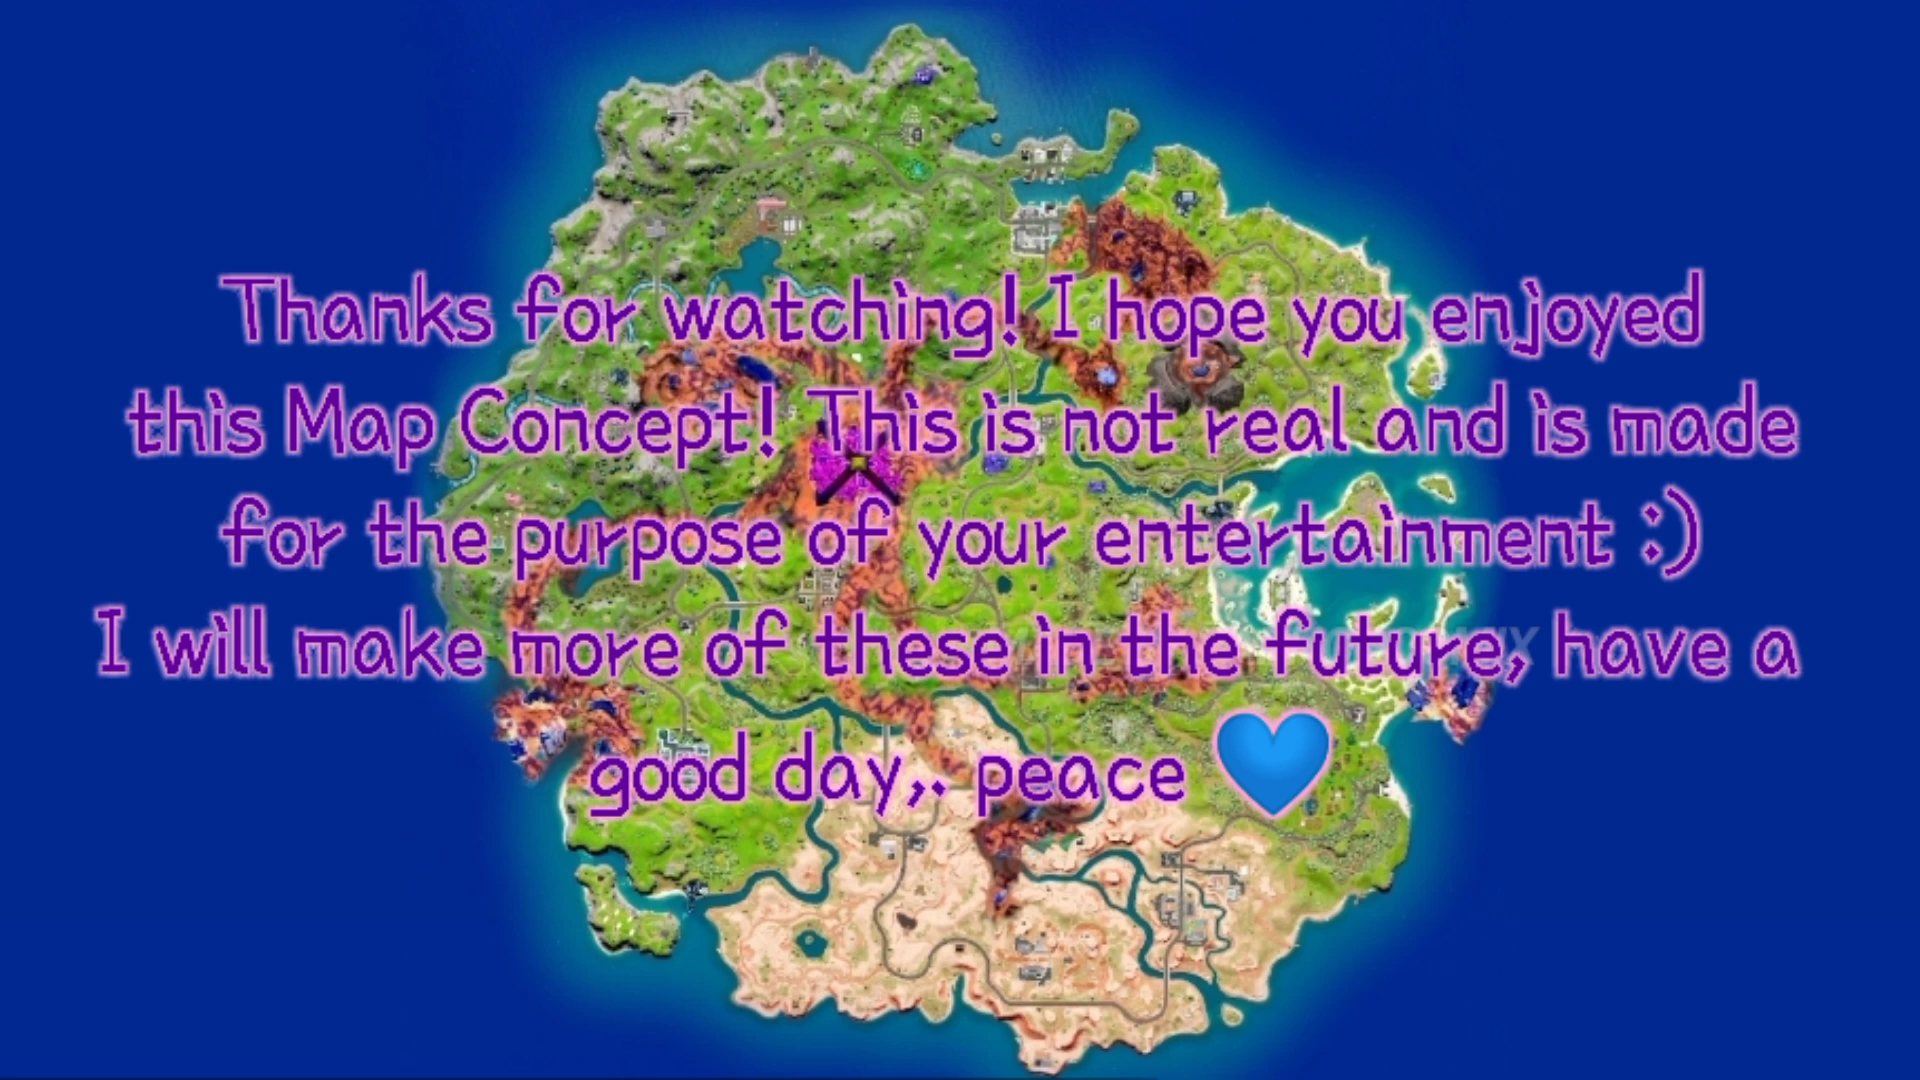 Thanks for watching! I hope you enjoyed
this Map Concept! This is not real and is made
for the purpose of your entertainment :)
I will make more of these in the future, have a
good day,. peace 💙